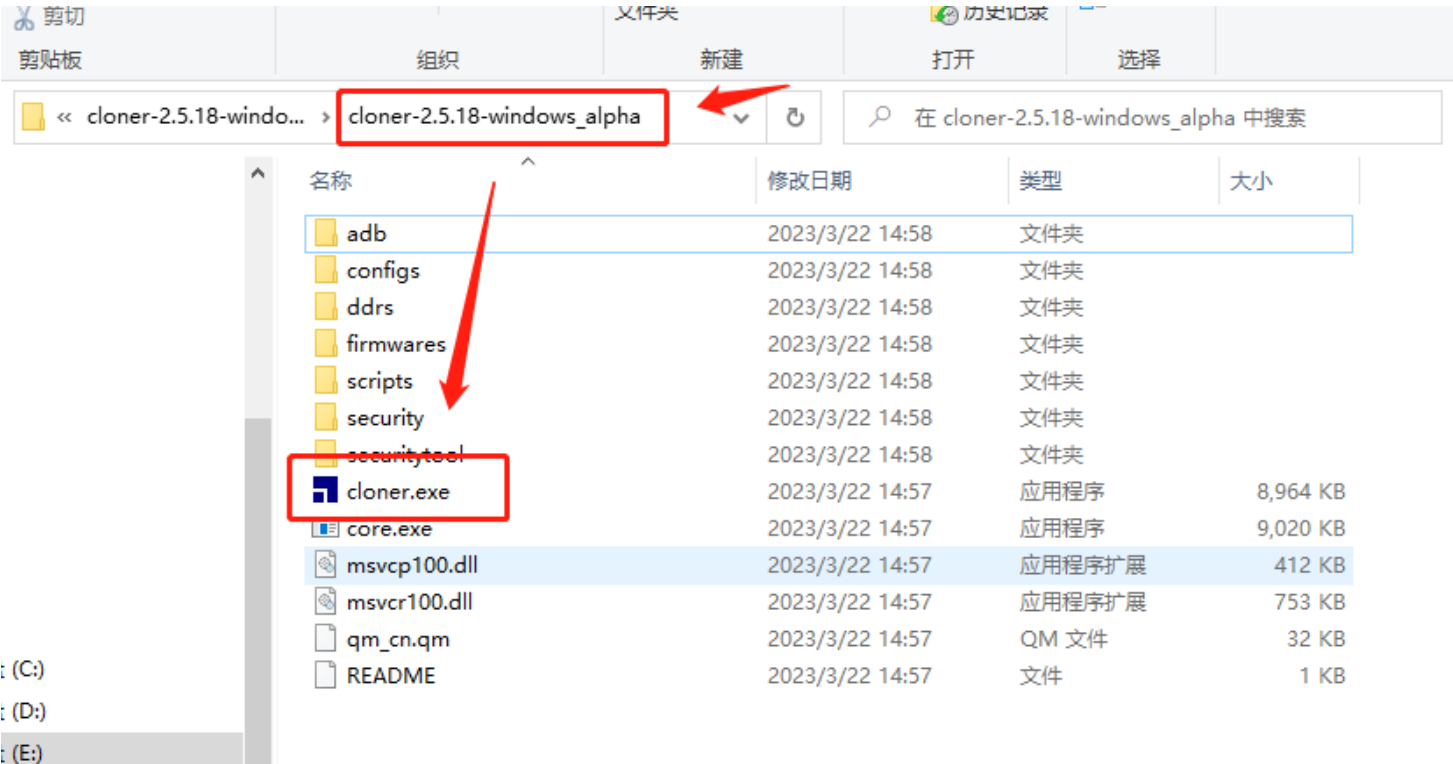 剪切 文件夹 历史记录
剪贴板 组织 新建 打开 选择
« cloner-2.5.18-windo... › cloner-2.5.18-windows_alpha 在 cloner-2.5.18-windows_alpha 中搜索
名称 修改日期 类型 大小
adb 2023/3/22 14:58 文件夹
configs 2023/3/22 14:58 文件夹
ddrs 2023/3/22 14:58 文件夹
firmwares 2023/3/22 14:58 文件夹
scripts 2023/3/22 14:58 文件夹
security 2023/3/22 14:58 文件夹
securitytool 2023/3/22 14:58 文件夹
cloner.exe 2023/3/22 14:57 应用程序 8,964 KB
core.exe 2023/3/22 14:57 应用程序 9,020 KB
msvcp100.dll 2023/3/22 14:57 应用程序扩展 412 KB
msvcr100.dll 2023/3/22 14:57 应用程序扩展 753 KB
qm_cn.qm 2023/3/22 14:57 QM 文件 32 KB
README 2023/3/22 14:57 文件 1 KB
(C:)
(D:)
(E:)